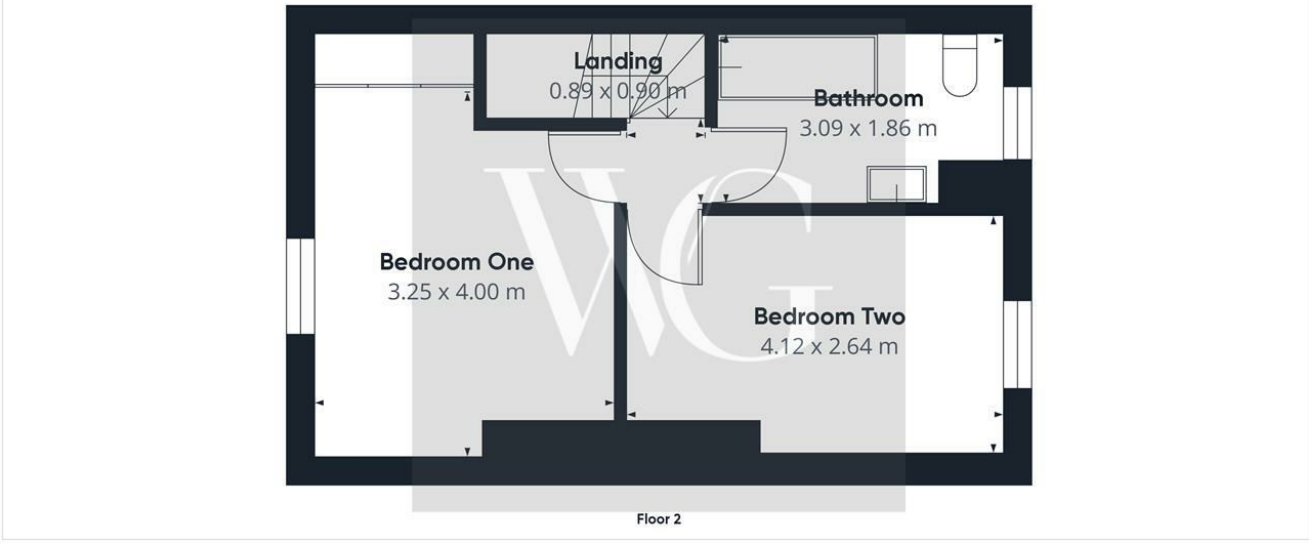 Landing
0.89 x 0.90 m
Bathroom
3.09 x 1.86 m
Bedroom One
3.25 x 4.00 m
Bedroom Two
4.12 x 2.64 m
WG
Floor 2